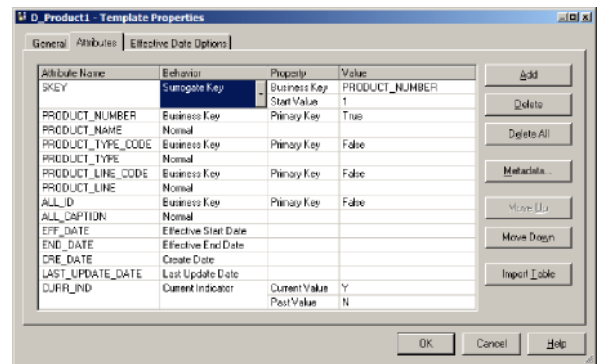 D_Product1 - Template Properties
General Attributes Effective Date Options
Attribute Name Behavior Property Value
SKEY Surrogate Key Business Key PRODUCT_NUMBER
Start Value 1
PRODUCT_NUMBER Business Key Primary Key True
PRODUCT_NAME Normal
PRODUCT_TYPE_CODE Business Key Primary Key False
PRODUCT_TYPE Normal
PRODUCT_LINE_CODE Business Key Primary Key False
PRODUCT_LINE Normal
ALL_ID Business Key Primary Key False
ALL_CAPTION Normal
EFF_DATE Effective Start Date
END_DATE Effective End Date
CRE_DATE Create Date
LAST_UPDATE_DATE Last Update Date
CURR_IND Current Indicator Current Value Y
Past Value N
Add
Delete
Delete All
Metadata...
Move Up
Move Down
Import Table
OK Cancel Help